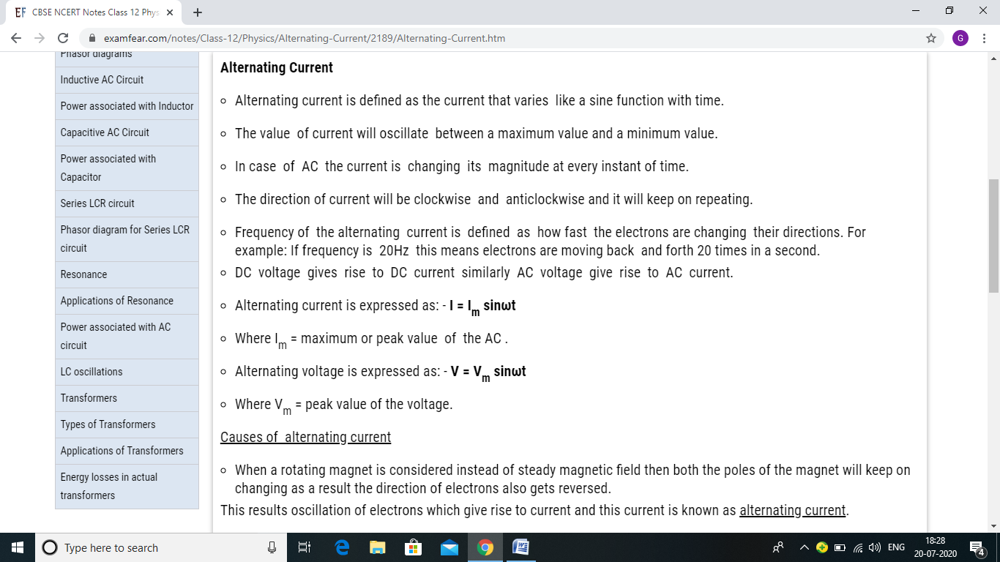 EF CBSE NCERT Notes Class 12 Phys
examfear.com/notes/Class-12/Physics/Alternating-Current/2189/Alternating-Current.htm
G
Phasor diagrams
Inductive AC Circuit
Power associated with Inductor
Capacitive AC Circuit
Power associated with
Capacitor
Series LCR circuit
Phasor diagram for Series LCR
circuit
Resonance
Applications of Resonance
Power associated with AC
circuit
LC oscillations
Transformers
Types of Transformers
Applications of Transformers
Energy losses in actual
transformers
Alternating Current
Alternating current is defined as the current that varies like a sine function with time.
The value of current will oscillate between a maximum value and a minimum value.
In case of AC the current is changing its magnitude at every instant of time.
The direction of current will be clockwise and anticlockwise and it will keep on repeating.
Frequency of the alternating current is defined as how fast the electrons are changing their directions. For
example: If frequency is 20Hz this means electrons are moving back and forth 20 times in a second.
DC voltage gives rise to DC current similarly AC voltage give rise to AC current.
Alternating current is expressed as: - I = Im sinωt
Where Im = maximum or peak value of the AC .
Alternating voltage is expressed as: - V = Vm sinωt
Where Vm = peak value of the voltage.
Causes of alternating current
When a rotating magnet is considered instead of steady magnetic field then both the poles of the magnet will keep on
changing as a result the direction of electrons also gets reversed.
This results oscillation of electrons which give rise to current and this current is known as alternating current.
Type here to search
ENG
18:28
20-07-2020
4